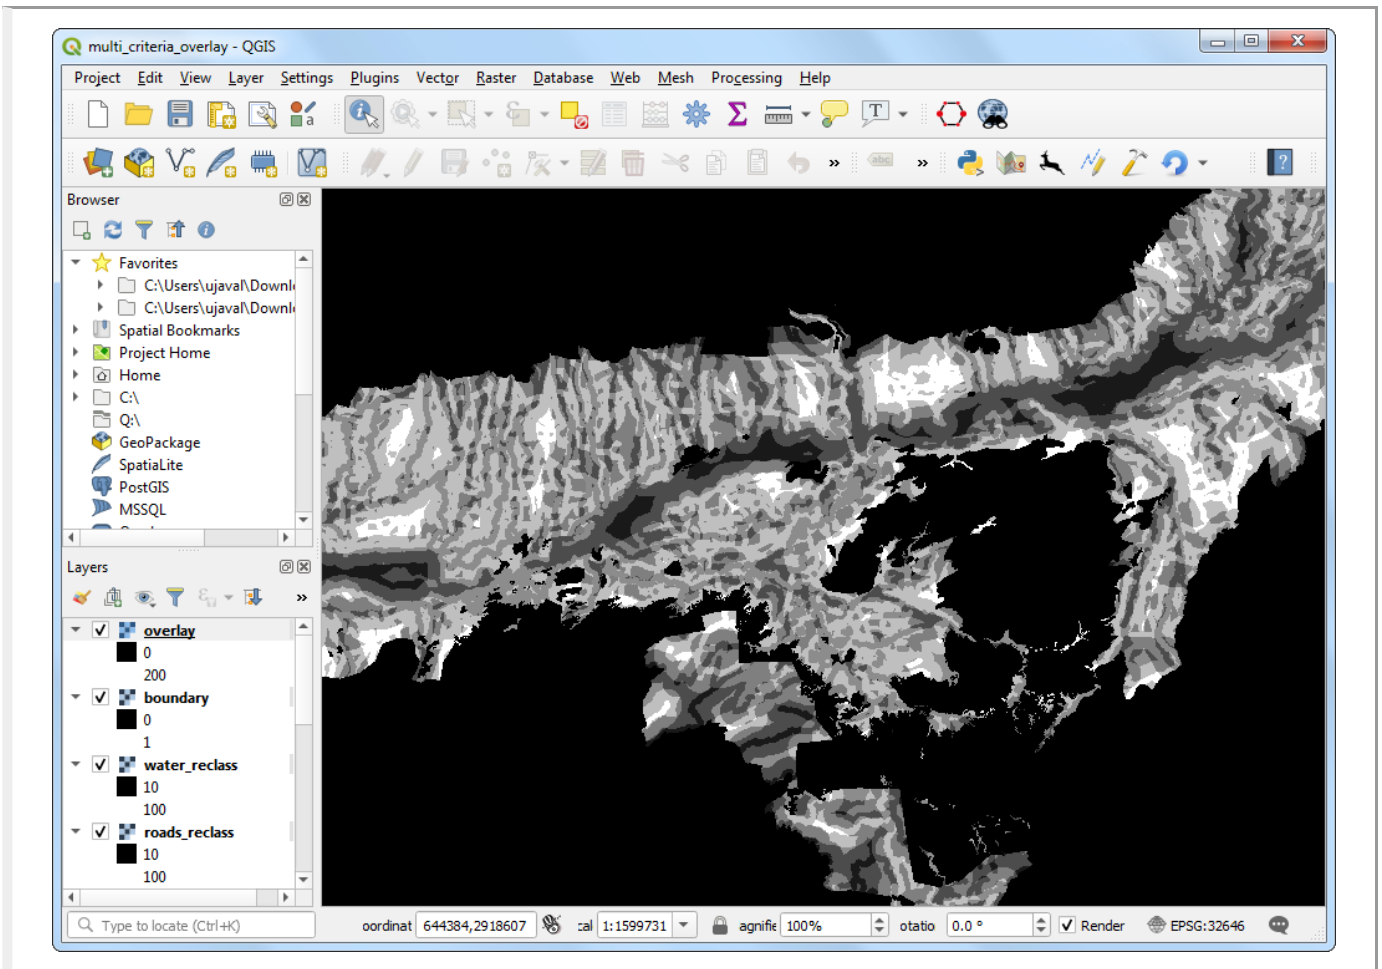 multi_criteria_overlay - QGIS
Project Edit View Layer Settings Plugins Vector Raster Database Web Mesh Processing Help
a
T
abc
?
Browser
Favorites
C:\Users\ujaval\Downl
C:\Users\ujaval\Downl
Spatial Bookmarks
Project Home
Home
C:\
Q:\
GeoPackage
SpatiaLite
PostGIS
MSSQL
Layers
overlay
0
200
boundary
0
1
water_reclass
10
100
roads_reclass
10
100
Type to locate (Ctrl+K) oordinat 644384,2918607 :al 1:1599731 agnifie 100% otatio 0.0 ° Render EPSG:32646